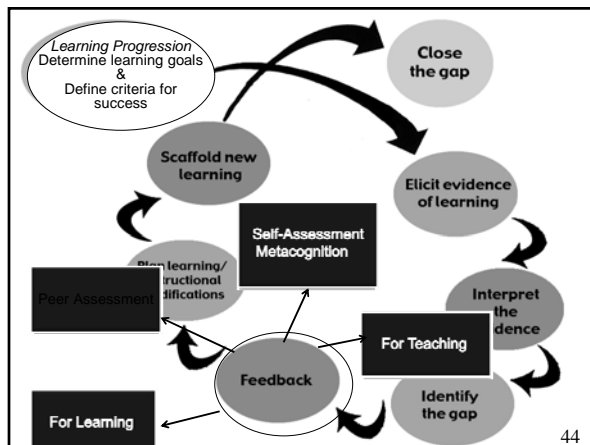 Learning Progression
Determine learning goals
&
Define criteria for
success
Close
the gap
Scaffold new
learning
Elicit evidence
of learning
Self-Assessment
Metacognition
learning/
Peer Assessment
Interpret
the
For Teaching
Feedback
Identify
the gap
For Learning
44